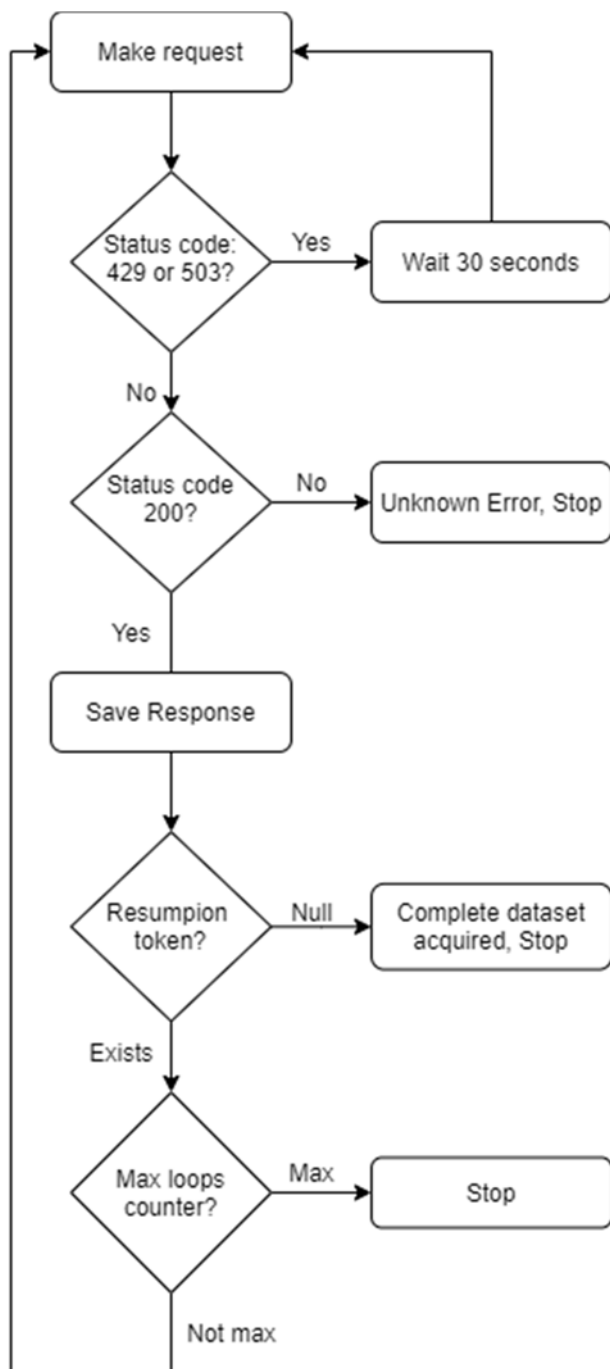 Make request
Status code:
429 or 503?
Yes
Wait 30 seconds
No
Status code
200?
No
Unknown Error, Stop
Yes
Save Response
Resumpion
token?
Null
Complete dataset
acquired, Stop
Exists
Max loops
counter?
Max
Stop
Not max